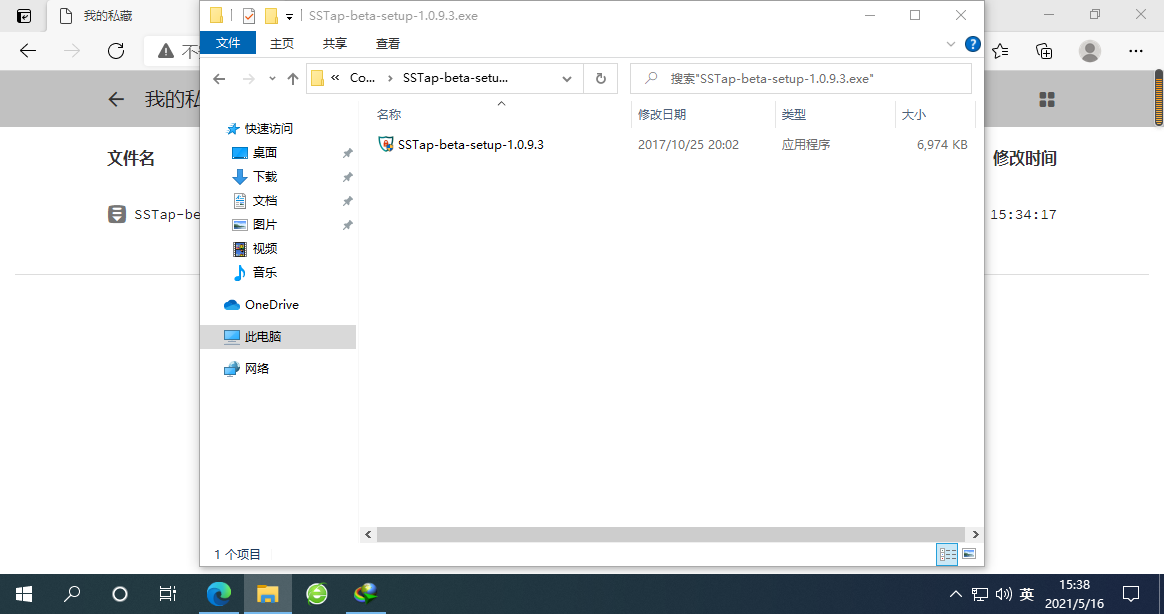 我的私藏
SSTap-beta-setup-1.0.9.3.exe
文件
主页
共享
查看
不
«
Co...
SSTap-beta-setu...
搜索"SSTap-beta-setup-1.0.9.3.exe"
我的私
名称
修改日期
类型
大小
快速访问
SSTap-beta-setup-1.0.9.3
2017/10/25 20:02
应用程序
6,974 KB
文件名
修改时间
桌面
下载
文档
SSTap-be
15:34:17
图片
视频
音乐
OneDrive
此电脑
网络
1 个项目
英
15:38
2021/5/16